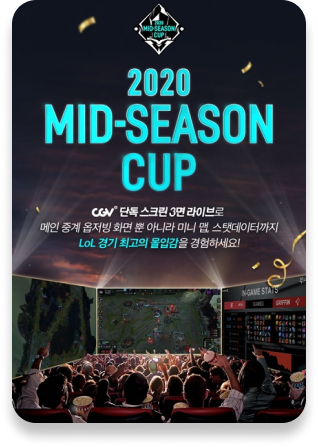 2020
MID-SEASON
CUP
2020
MID-SEASON
CUP
CGV 단독 스크린 3면 라이브로
메인 중계 옵저빙 화면 뿐 아니라 미니 맵, 스탯데이터까지
LoL 경기 최고의 몰입감을 경험하세요!
IN-GAME STATS
GRIFFIN